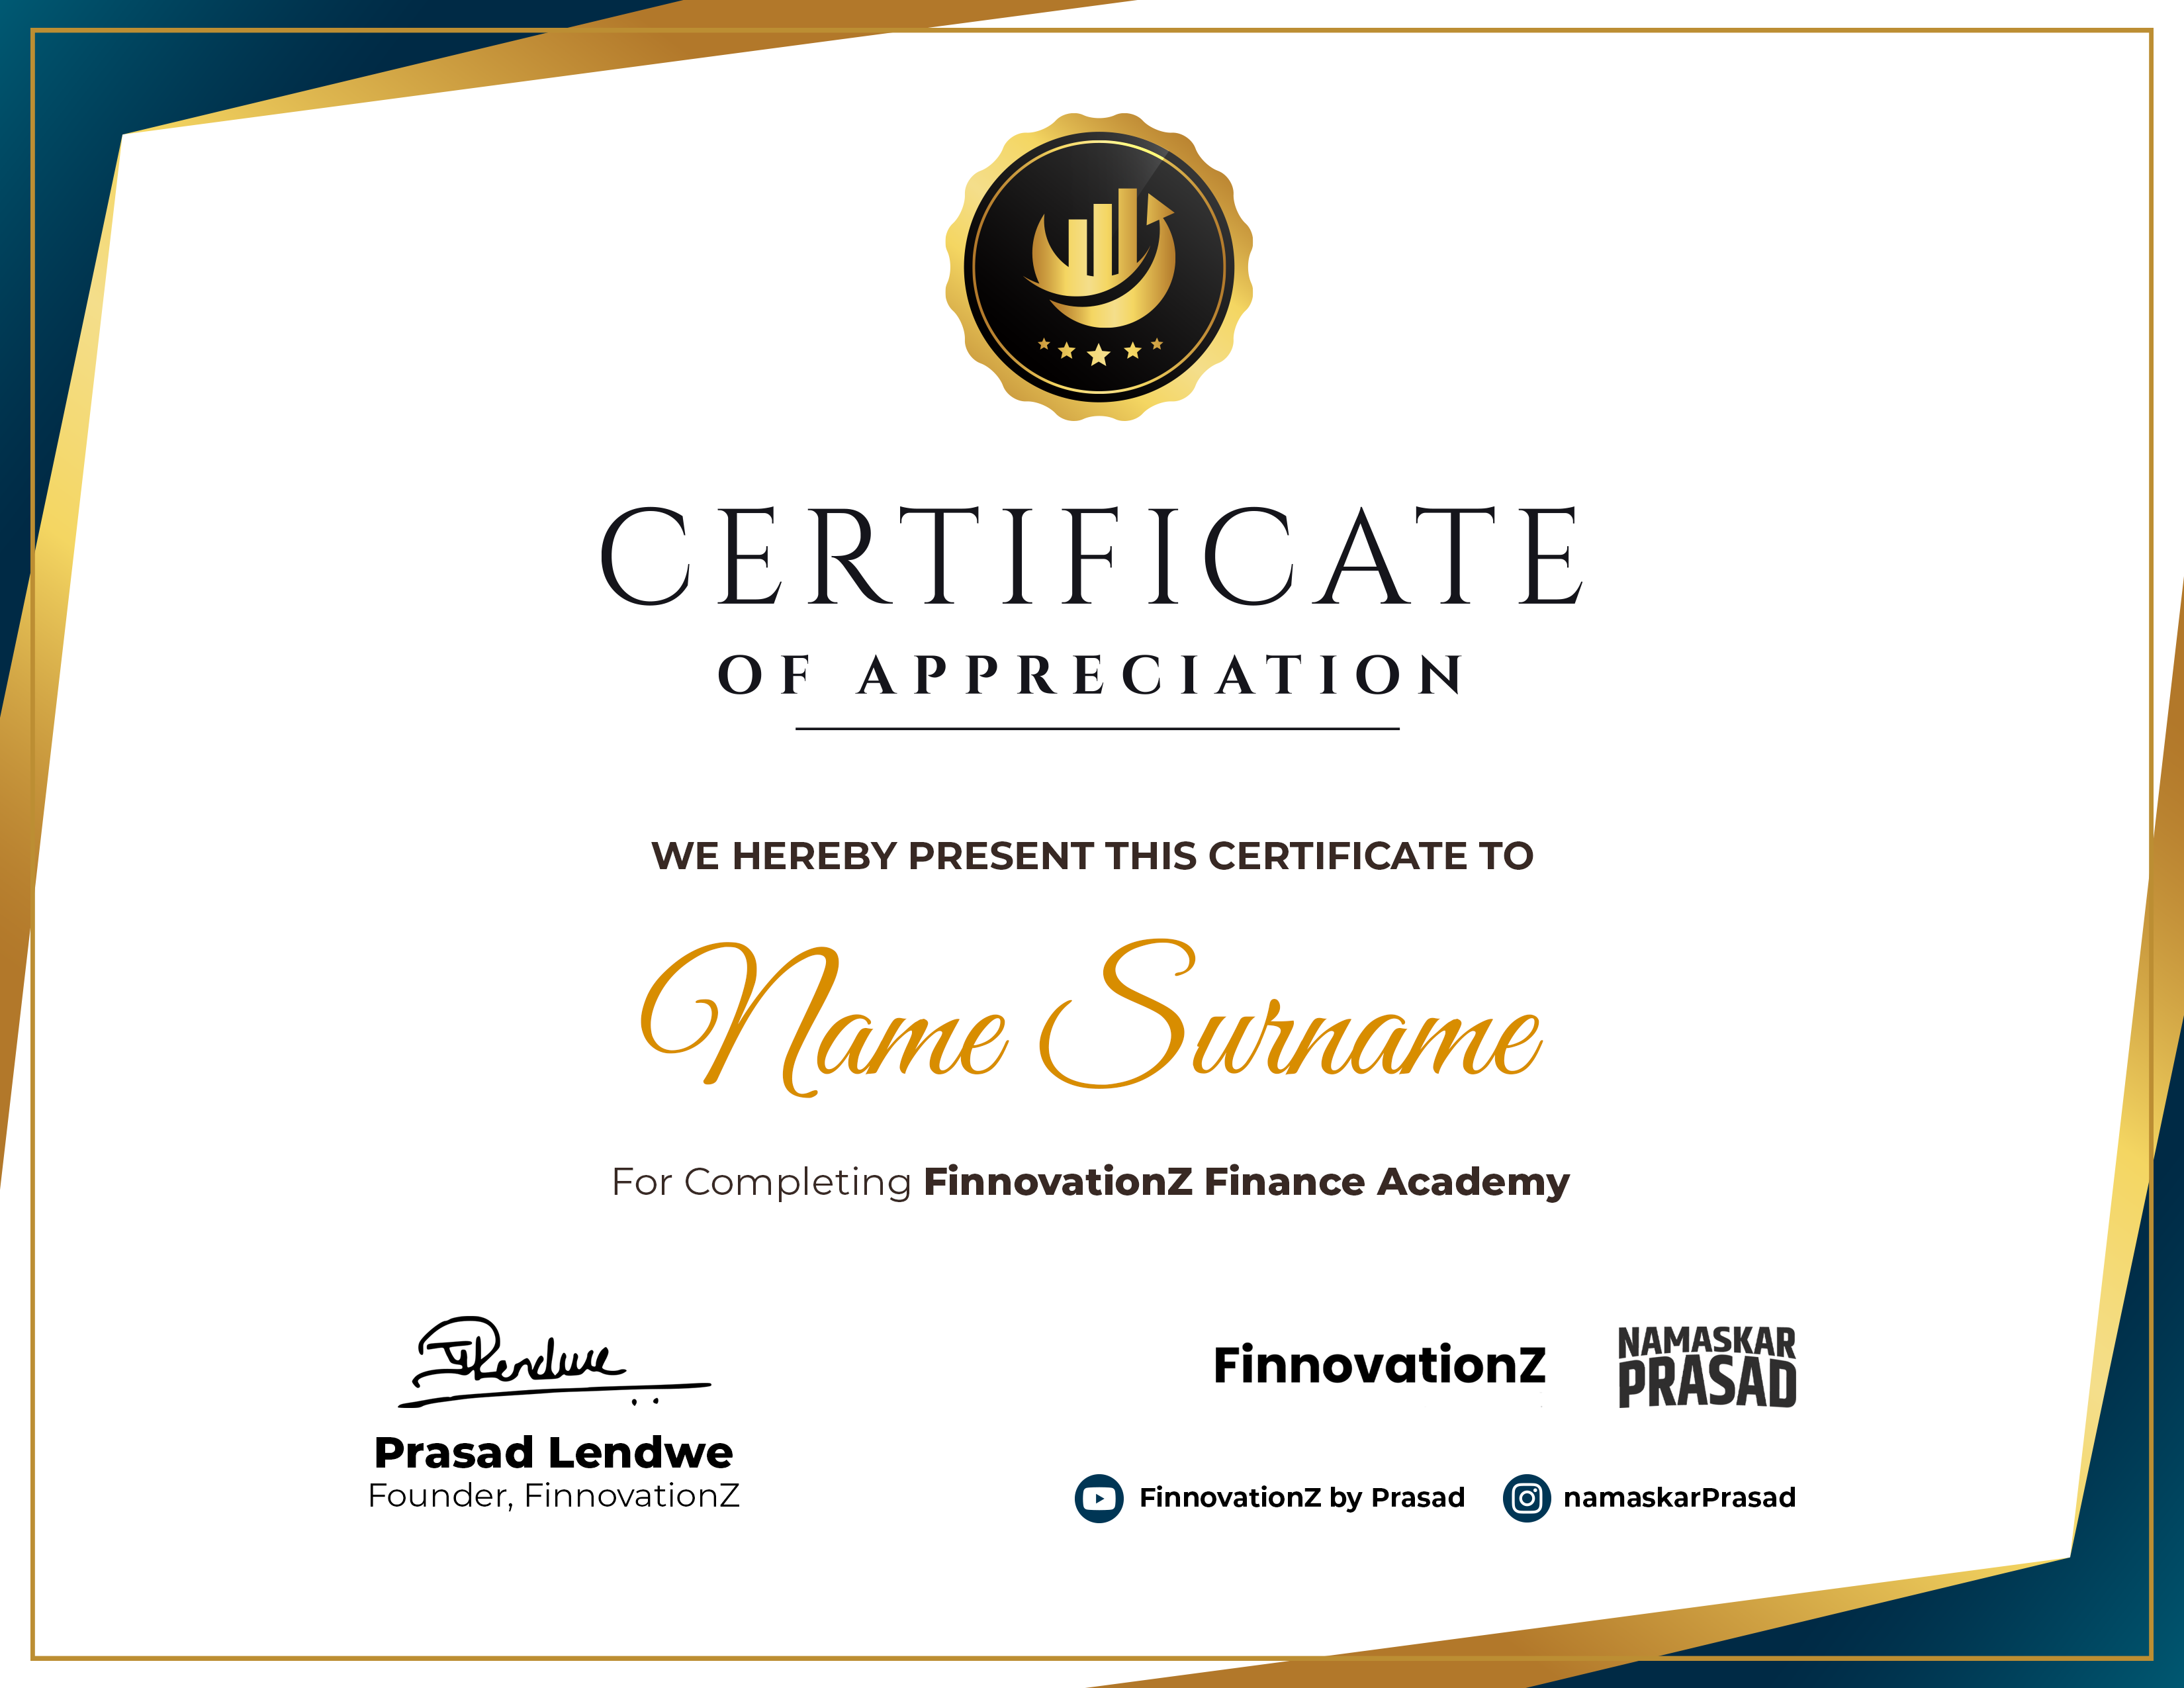 CERTIFICATE
OF APPRECIATION
WE HEREBY PRESENT THIS CERTIFICATE TO
Name Surname
For Completing FinnovationZ Finance Academy
Prasad Lendwe
Founder, FinnovationZ
FinnovationZ
NAMASKAR
PRASAD
FinnovationZ by Prasad
namaskarPrasad